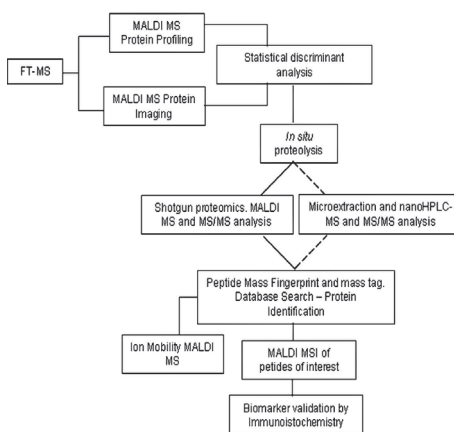 MALDI MS
Protein Profiling
FT-MS
Statistical discriminant
analysis
MALDI MS Protein
Imaging
In situ
proteolysis
Shotgun proteomics. MALDI
MS and MS/MS analysis
Microextraction and nanoHPLC-
MS and MS/MS analysis
Peptide Mass Fingerprint and mass tag.
Database Search – Protein
Identification
Ion Mobility MALDI
MS
MALDI MSI of
petides of interest
Biomarker validation by
Immunoistochemistry